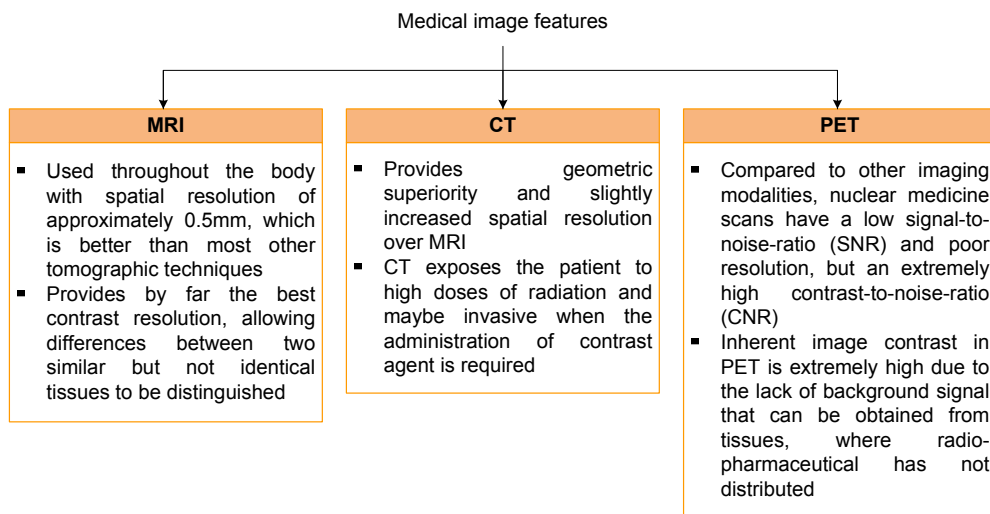 Medical image features
MRI
▪ Used throughout the body
with spatial resolution of
approximately 0.5mm, which
is better than most other
tomographic techniques
▪ Provides by far the best
contrast resolution, allowing
differences between two
similar but not identical
tissues to be distinguished
CT
▪ Provides geometric
superiority and slightly
increased spatial resolution
over MRI
▪ CT exposes the patient to
high doses of radiation and
maybe invasive when the
administration of contrast
agent is required
PET
▪ Compared to other imaging
modalities, nuclear medicine
scans have a low signal-to-
noise-ratio (SNR) and poor
resolution, but an extremely
high contrast-to-noise-ratio
(CNR)
▪ Inherent image contrast in
PET is extremely high due to
the lack of background signal
that can be obtained from
tissues, where radio-
pharmaceutical has not
distributed